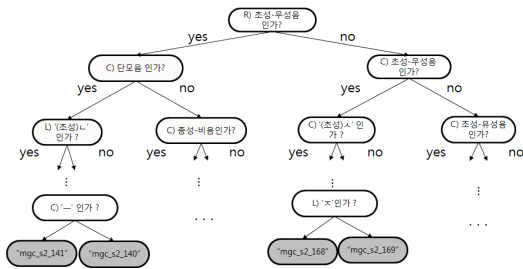 R) 초성-무성음
인가?
yes
no
C) 단모음 인가?
C) 초성-무성음
인가?
yes
no
yes
no
L) '(초성)ㄴ'
인가 ?
C) 종성-비음인가?
C) '(초성)ㅅ' 인
가 ?
C) 초성-유성음
인가?
yes
no
yes
no
yes
no
yes
no
⋮
⋮
⋮
⋮
C) 'ㅡ' 인가 ?
. . .
L) 'ㅈ'인가 ?
. . .
"mgc_s2_141"
"mgc_s2_140"
"mgc_s2_168"
"mgc_s2_169"